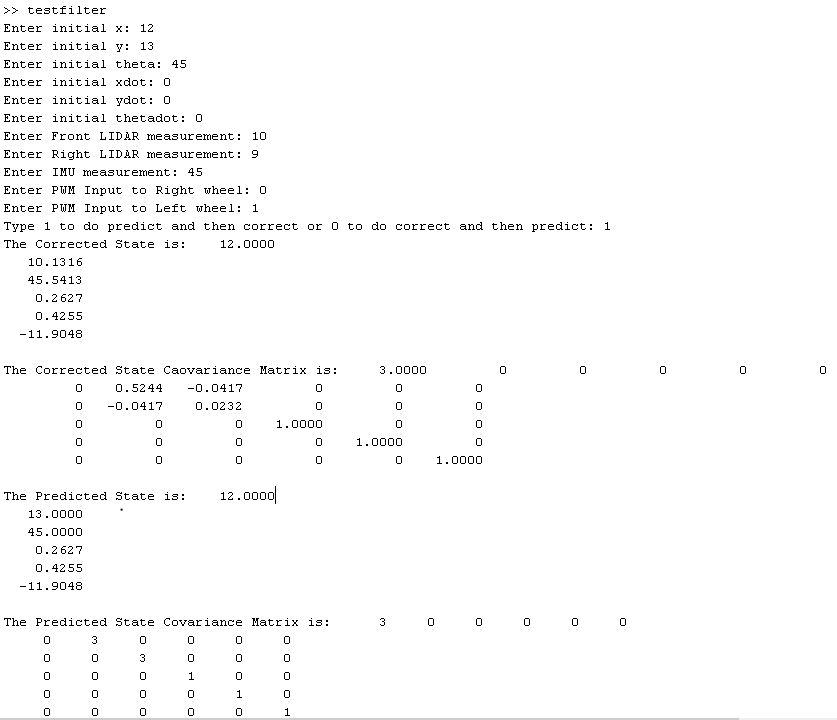 >> testfilter
Enter initial x: 12
Enter initial y: 13
Enter initial theta: 45
Enter initial xdot: 0
Enter initial ydot: 0
Enter initial thetadot: 0
Enter Front LIDAR measurement: 10
Enter Right LIDAR measurement: 9
Enter IMU measurement: 45
Enter PWM Input to Right wheel: 0
Enter PWM Input to Left wheel: 1
Type 1 to do predict and then correct or 0 to do correct and then predict: 1
The Corrected State is: 12.0000
10.1316
45.5413
0.2627
0.4255
-11.9048
The Corrected State Caovariance Matrix is: 3.0000 0 0 0 0 0
0 0.5244 -0.0417 0 0 0
0 -0.0417 0.0232 0 0 0
0 0 0 1.0000 0 0
0 0 0 0 1.0000 0
0 0 0 0 0 1.0000
The Predicted State is: 12.0000
13.0000
45.0000
0.2627
0.4255
-11.9048
The Predicted State Covariance Matrix is: 3 0 0 0 0 0
0 3 0 0 0 0
0 0 3 0 0 0
0 0 0 1 0 0
0 0 0 0 1 0
0 0 0 0 0 1